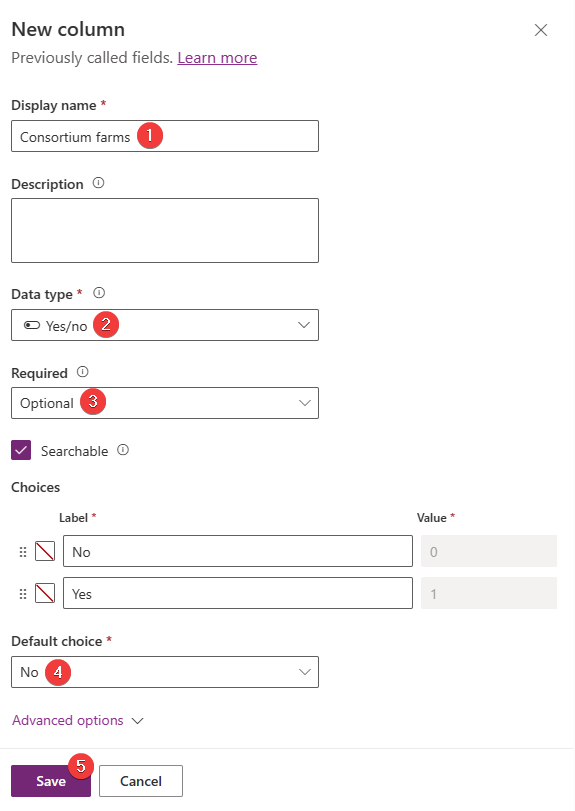 New column
Previously called fields. Learn more
Display name *
Consortium farms 1
Description
Data type *
Yes/no 2
Required
Optional 3
Searchable
Choices
Label * Value *
No 0
Yes 1
Default choice *
No 4
Advanced options
5
Save Cancel